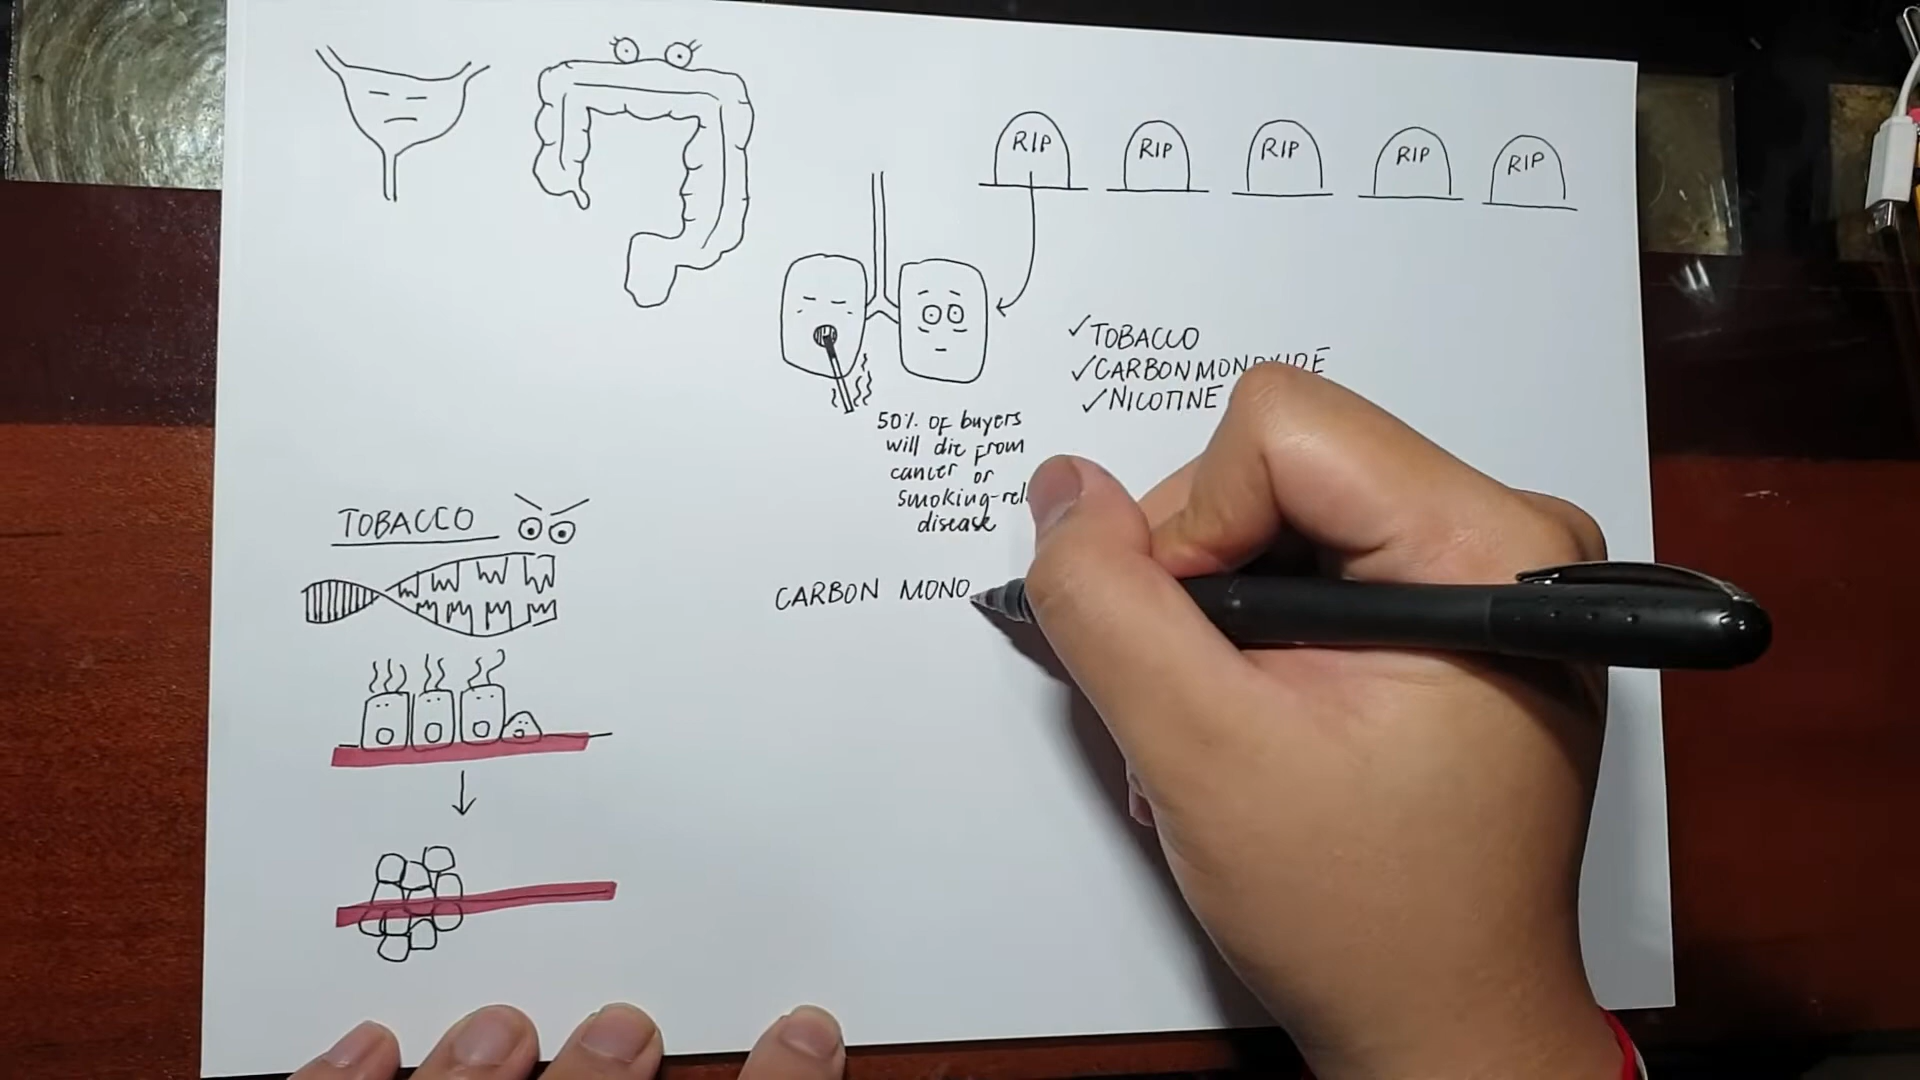 RIP
RIP
RIP
RIP
RIP
✓TOBACCO
✓CARBON MONOXIDE
✓NICOTINE
50% OF buyers
will die from
cancer or
smoking-rel
disease
TOBACCO
CARBON MONO